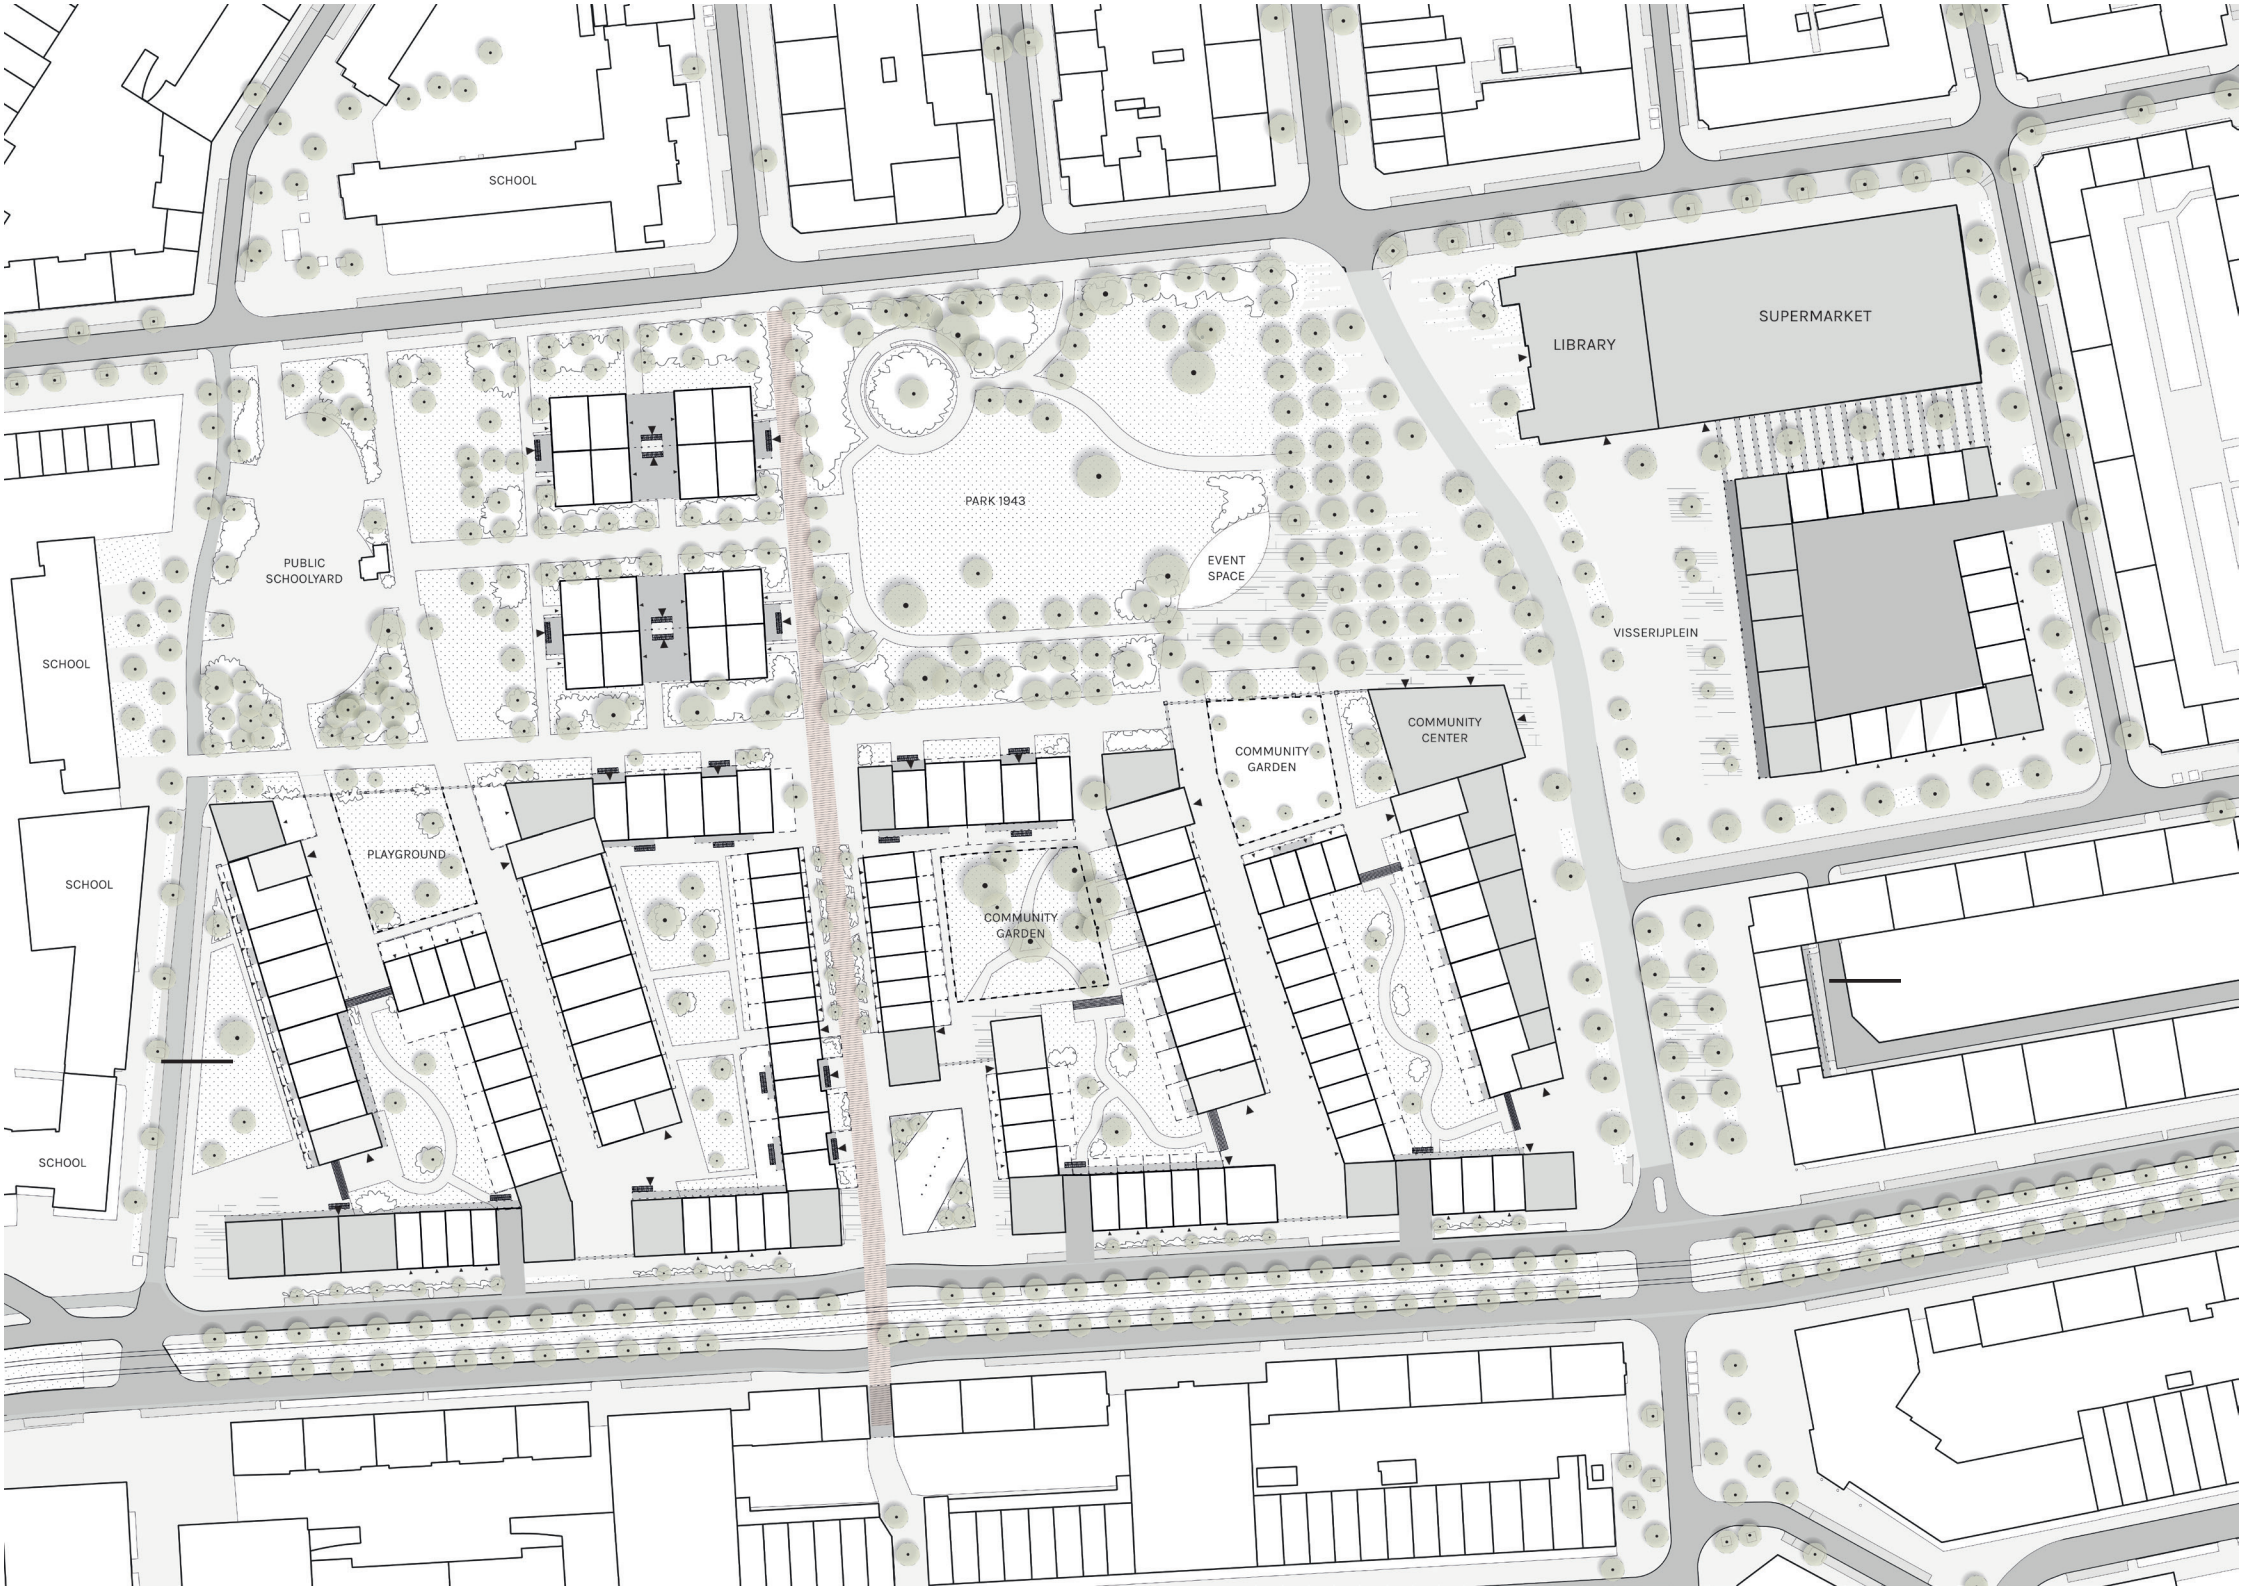 SCHOOL
SUPERMARKET
LIBRARY
PARK 1943
EVENT
SPACE
PUBLIC
SCHOOLYARD
VISSERIJPLEIN
SCHOOL
COMMUNITY
CENTER
COMMUNITY
GARDEN
PLAYGROUND
SCHOOL
COMMUNITY
GARDEN
SCHOOL